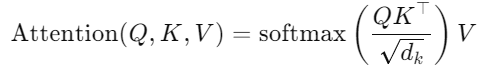 Attention(Q, K, V) = softmax(QK^⊤ / √d_k) V